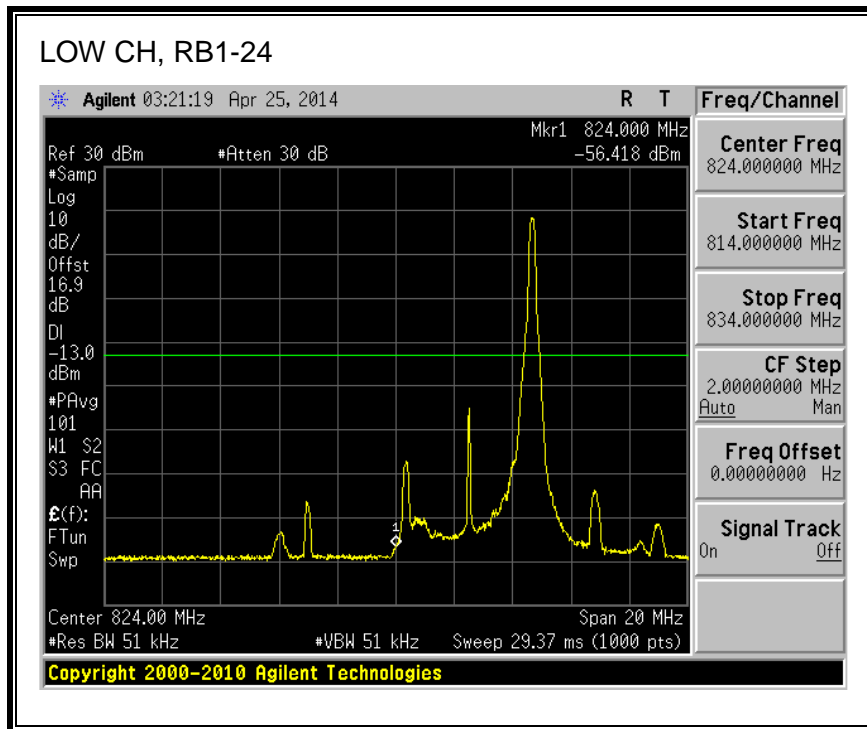 LOW CH, RB1-24
Agilent 03:21:19 Apr 25, 2014 R T
Mkr1 824.000 MHz
Ref 30 dBm #Atten 30 dB -56.418 dBm
#Samp
Log
10
dB/
Offst
16.9
dB
DI
-13.0
dBm
#PAvg
101
W1 S2
S3 FC
AA
£(f):
FTun
Swp
1
Center 824.00 MHz Span 20 MHz
#Res BW 51 kHz #VBW 51 kHz Sweep 29.37 ms (1000 pts)
Copyright 2000-2010 Agilent Technologies
Freq/Channel
Center Freq
824.000000 MHz
Start Freq
814.000000 MHz
Stop Freq
834.000000 MHz
CF Step
2.00000000 MHz
Auto Man
Freq Offset
0.00000000 Hz
Signal Track
On Off